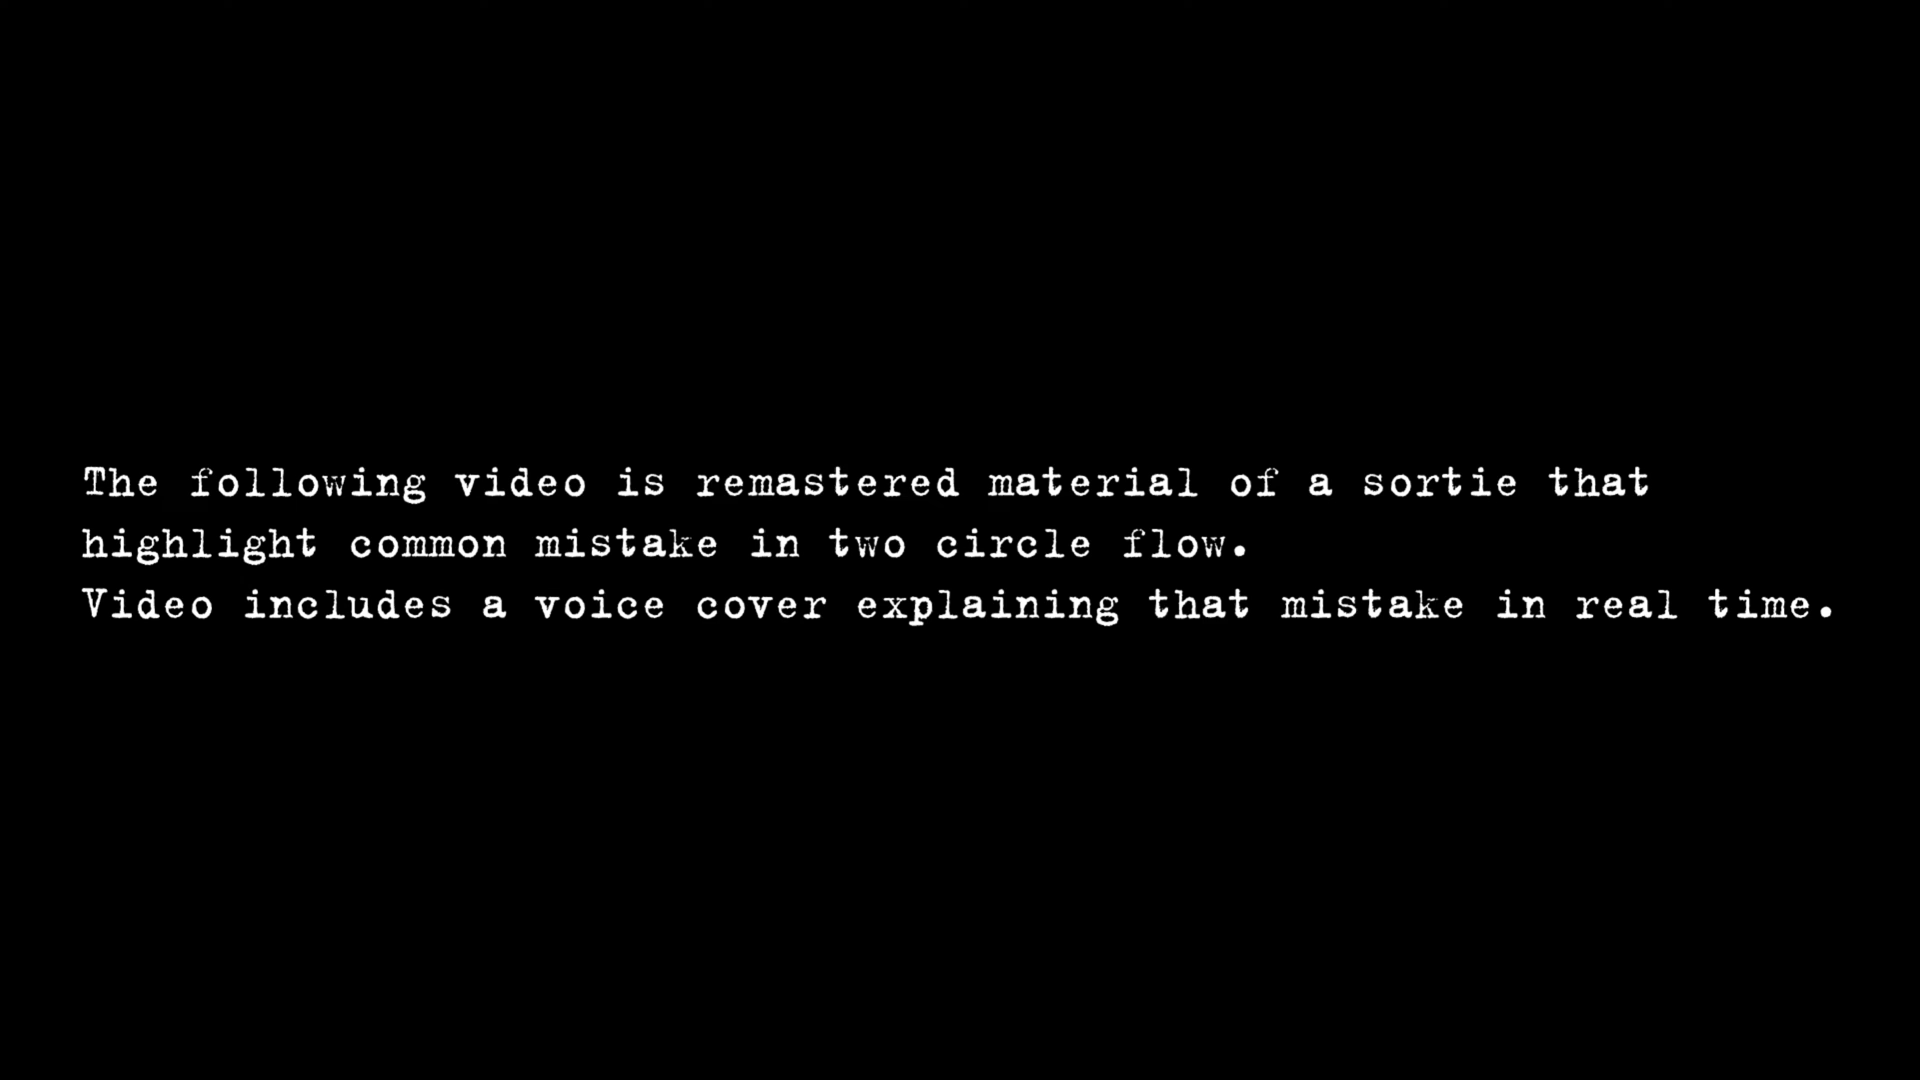 The following video is remastered material of a sortie that
highlight common mistake in two circle flow.
Video includes a voice cover explaining that mistake in real time.